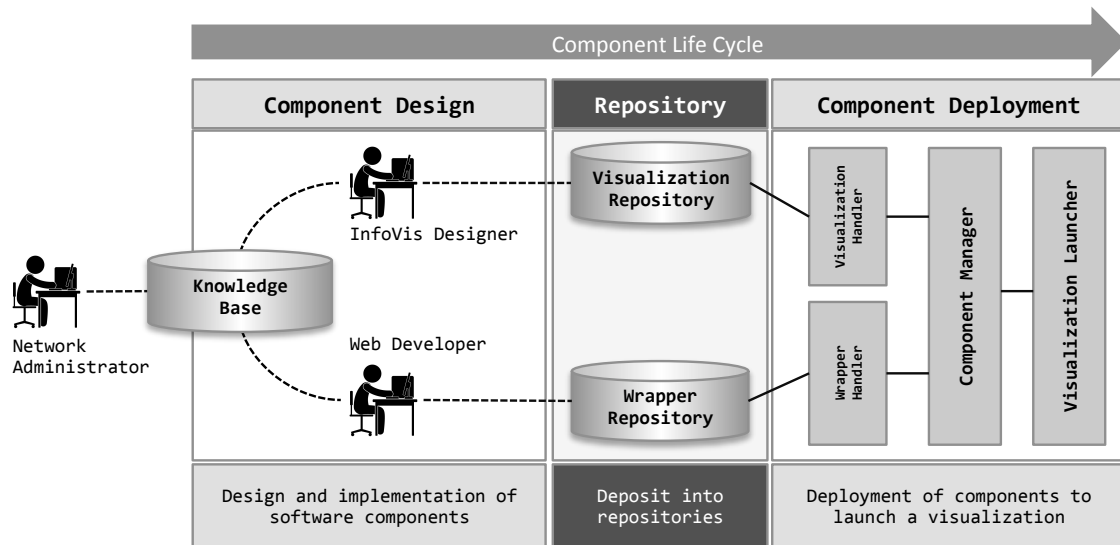 Component Life Cycle
Component Design
Repository
Component Deployment
InfoVis Designer
Visualization
Repository
Visualization
Handler
Component Manager
Visualization Launcher
Knowledge
Base
Network
Administrator
Web Developer
Wrapper
Repository
Wrapper
Handler
Design and implementation of
software components
Deposit into
repositories
Deployment of components to
launch a visualization